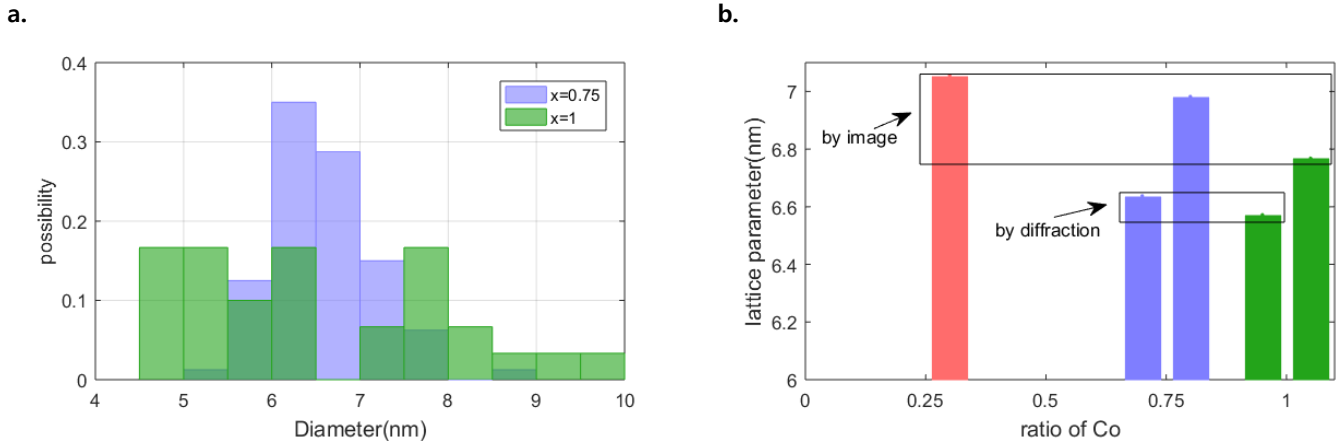 a.
0.4
0.3
0.2
0.1
0
possibility
4 5 6 7 8 9 10
Diameter(nm)
x=0.75
x=1
b.
7
6.8
6.6
6.4
6.2
6
lattice parameter(nm)
0 0.25 0.5 0.75 1
ratio of Co
by image
by diffraction